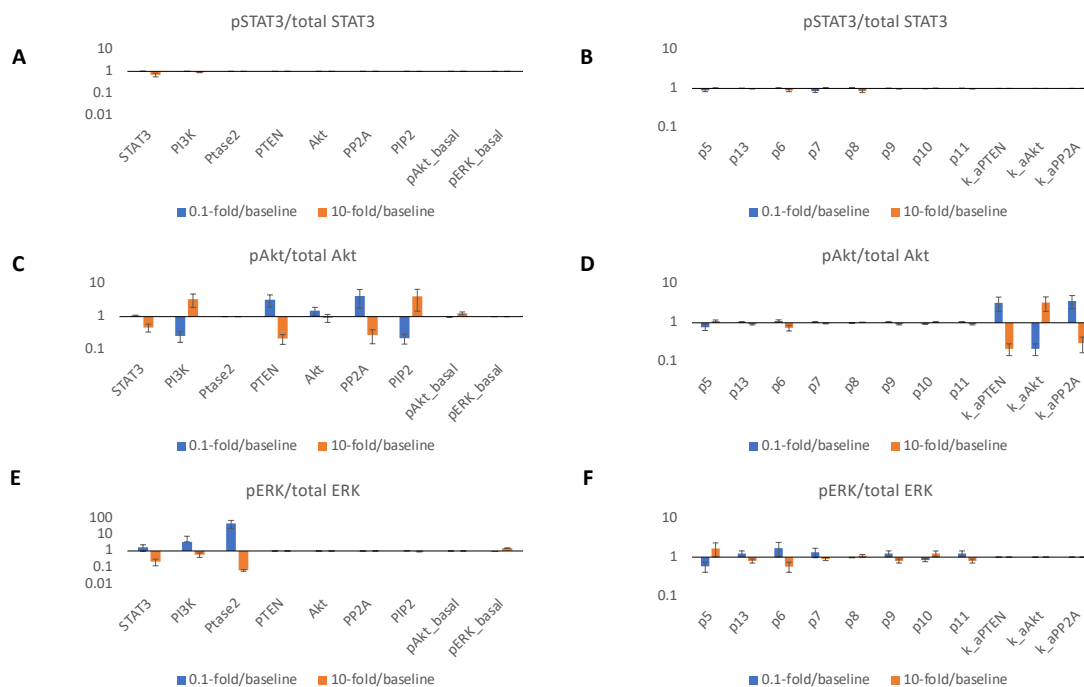 A
pSTAT3/total STAT3
10
1
0.1
0.01
STAT3
PI3K
Ptase2
PTEN
Akt
PP2A
PIP2
pAkt_basal
pERK_basal
0.1-fold/baseline
10-fold/baseline
B
pSTAT3/total STAT3
10
1
0.1
p5
p13
p6
p7
p8
p9
p10
p11
k_aPTEN
k_aAkt
k_aPP2A
0.1-fold/baseline
10-fold/baseline
C
pAkt/total Akt
10
1
0.1
STAT3
PI3K
Ptase2
PTEN
Akt
PP2A
PIP2
pAkt_basal
pERK_basal
0.1-fold/baseline
10-fold/baseline
D
pAkt/total Akt
10
1
0.1
p5
p13
p6
p7
p8
p9
p10
p11
k_aPTEN
k_aAkt
k_aPP2A
0.1-fold/baseline
10-fold/baseline
E
pERK/total ERK
100
10
1
0.1
0.01
STAT3
PI3K
Ptase2
PTEN
Akt
PP2A
PIP2
pAkt_basal
pERK_basal
0.1-fold/baseline
10-fold/baseline
F
pERK/total ERK
10
1
0.1
p5
p13
p6
p7
p8
p9
p10
p11
k_aPTEN
k_aAkt
k_aPP2A
0.1-fold/baseline
10-fold/baseline